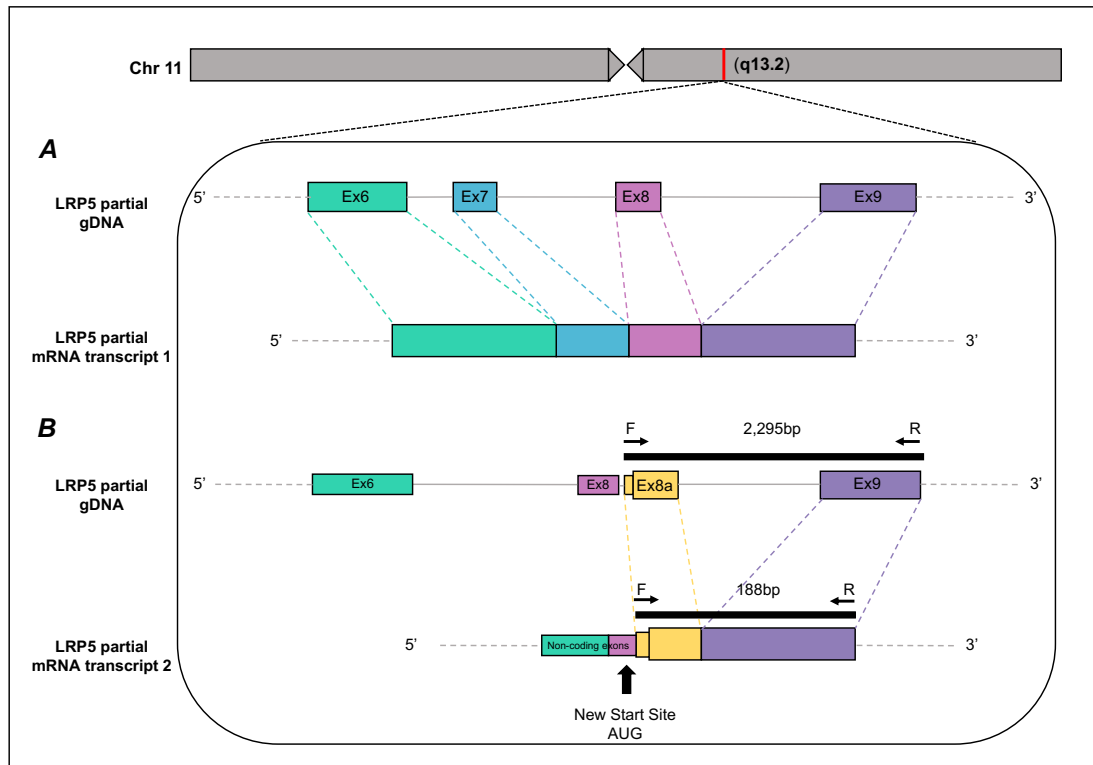 Chr 11
(q13.2)
A
LRP5 partial
gDNA
5’
Ex6
Ex7
Ex8
Ex9
3’
LRP5 partial
mRNA transcript 1
5’
3’
B
F
2,295bp
R
LRP5 partial
gDNA
5’
Ex6
Ex8
Ex8a
Ex9
3’
F
188bp
R
LRP5 partial
mRNA transcript 2
5’
Non-coding exons
3’
New Start Site
AUG